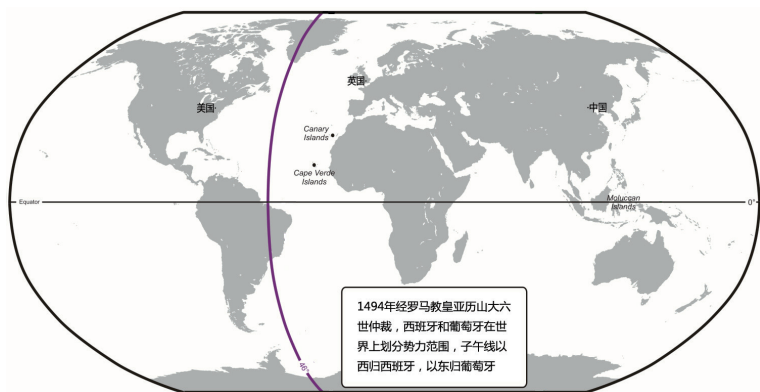 美国
英国
中国
Canary
Islands
Cape Verde
Islands
Equator
Moluccan
Islands
0°
46°
1494年经罗马教皇亚历山大六
世仲裁，西班牙和葡萄牙在世
界上划分势力范围，子午线以
西归西班牙，以东归葡萄牙